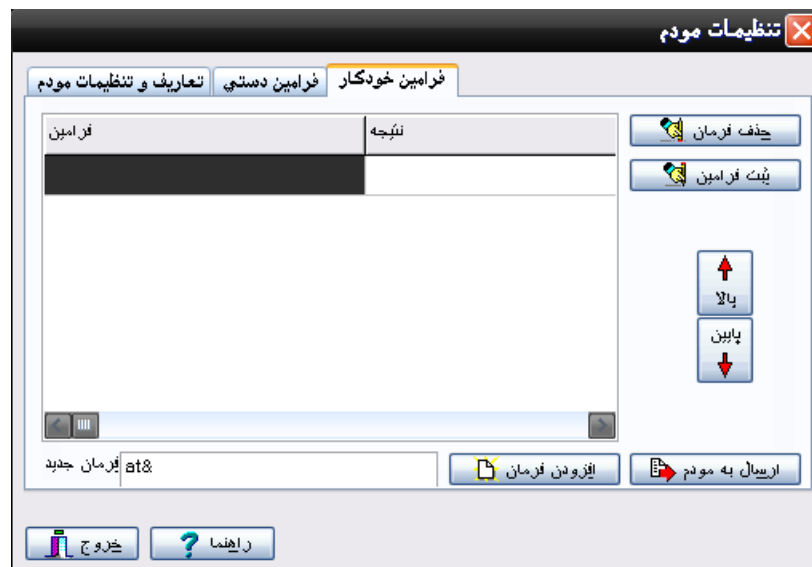 تنظیمات مودم
فرامین خودکار
فرامین دستي
تعاریف و تنظیمات مودم
فرامین
نتیجه
حذف فرمان
ثبت فرامین
بالا
پایین
فرمان جدید
at&
افزودن فرمان
ارسال به مودم
خروج
راهنما ?